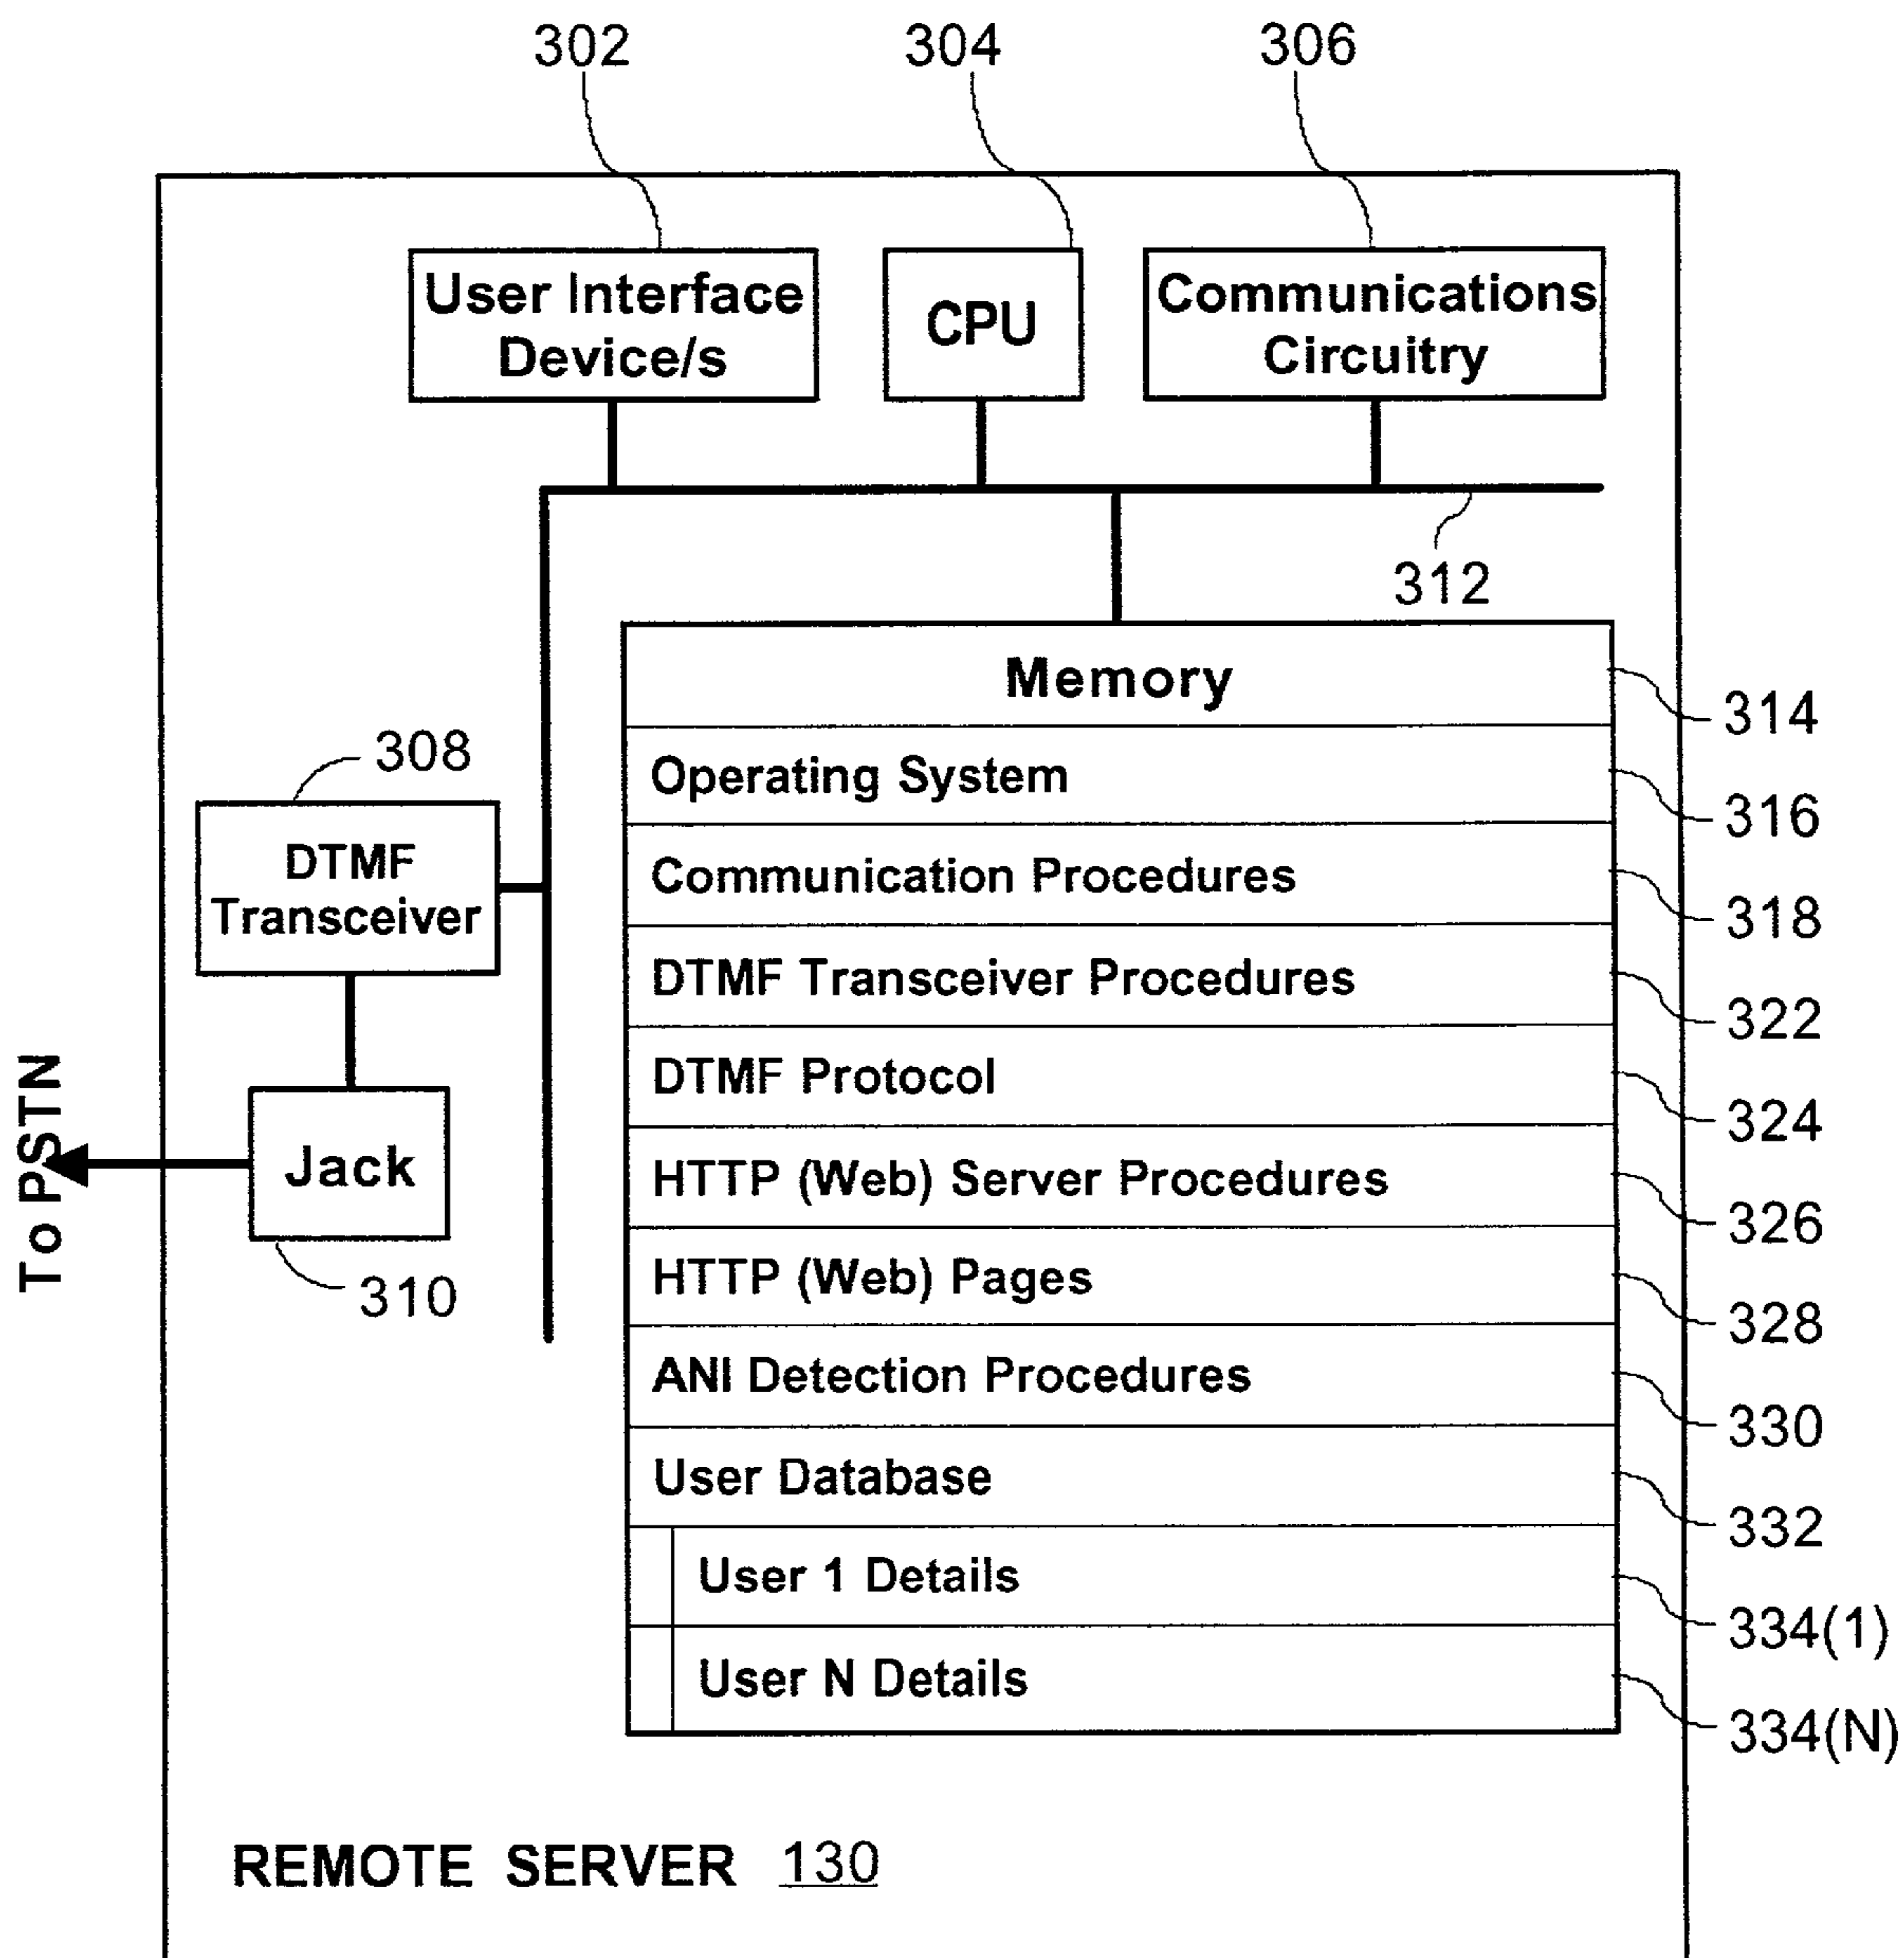 302
304
306
User Interface
Device/s
CPU
Communications
Circuitry
312
Memory
314
308
Operating System
316
DTMF
Transceiver
Communication Procedures
318
DTMF Transceiver Procedures
322
To PSTN
DTMF Protocol
324
Jack
HTTP (Web) Server Procedures
326
310
HTTP (Web) Pages
328
ANI Detection Procedures
330
User Database
332
User 1 Details
334(1)
User N Details
334(N)
REMOTE SERVER 130